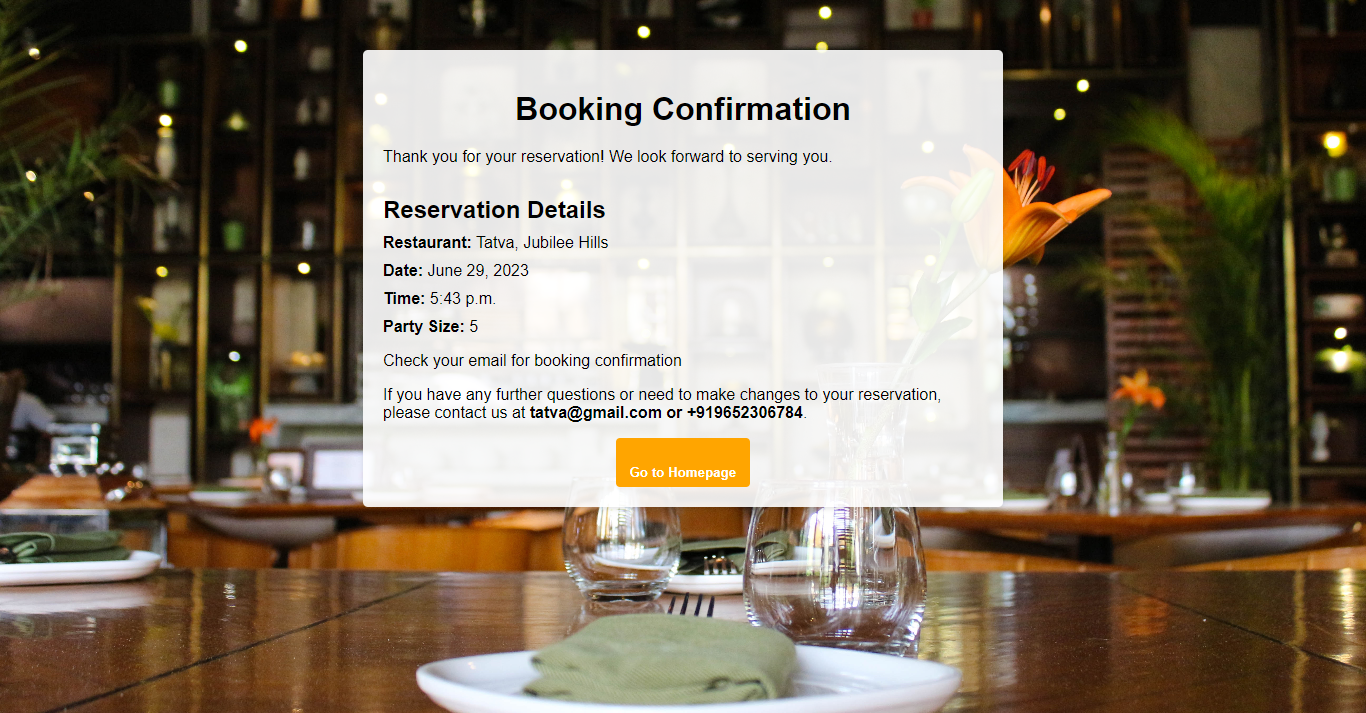 Booking Confirmation
Thank you for your reservation! We look forward to serving you.
Reservation Details
Restaurant: Tatva, Jubilee Hills
Date: June 29, 2023
Time: 5:43 p.m.
Party Size: 5
Check your email for booking confirmation
If you have any further questions or need to make changes to your reservation,
please contact us at tatva@gmail.com or +919652306784.
Go to Homepage